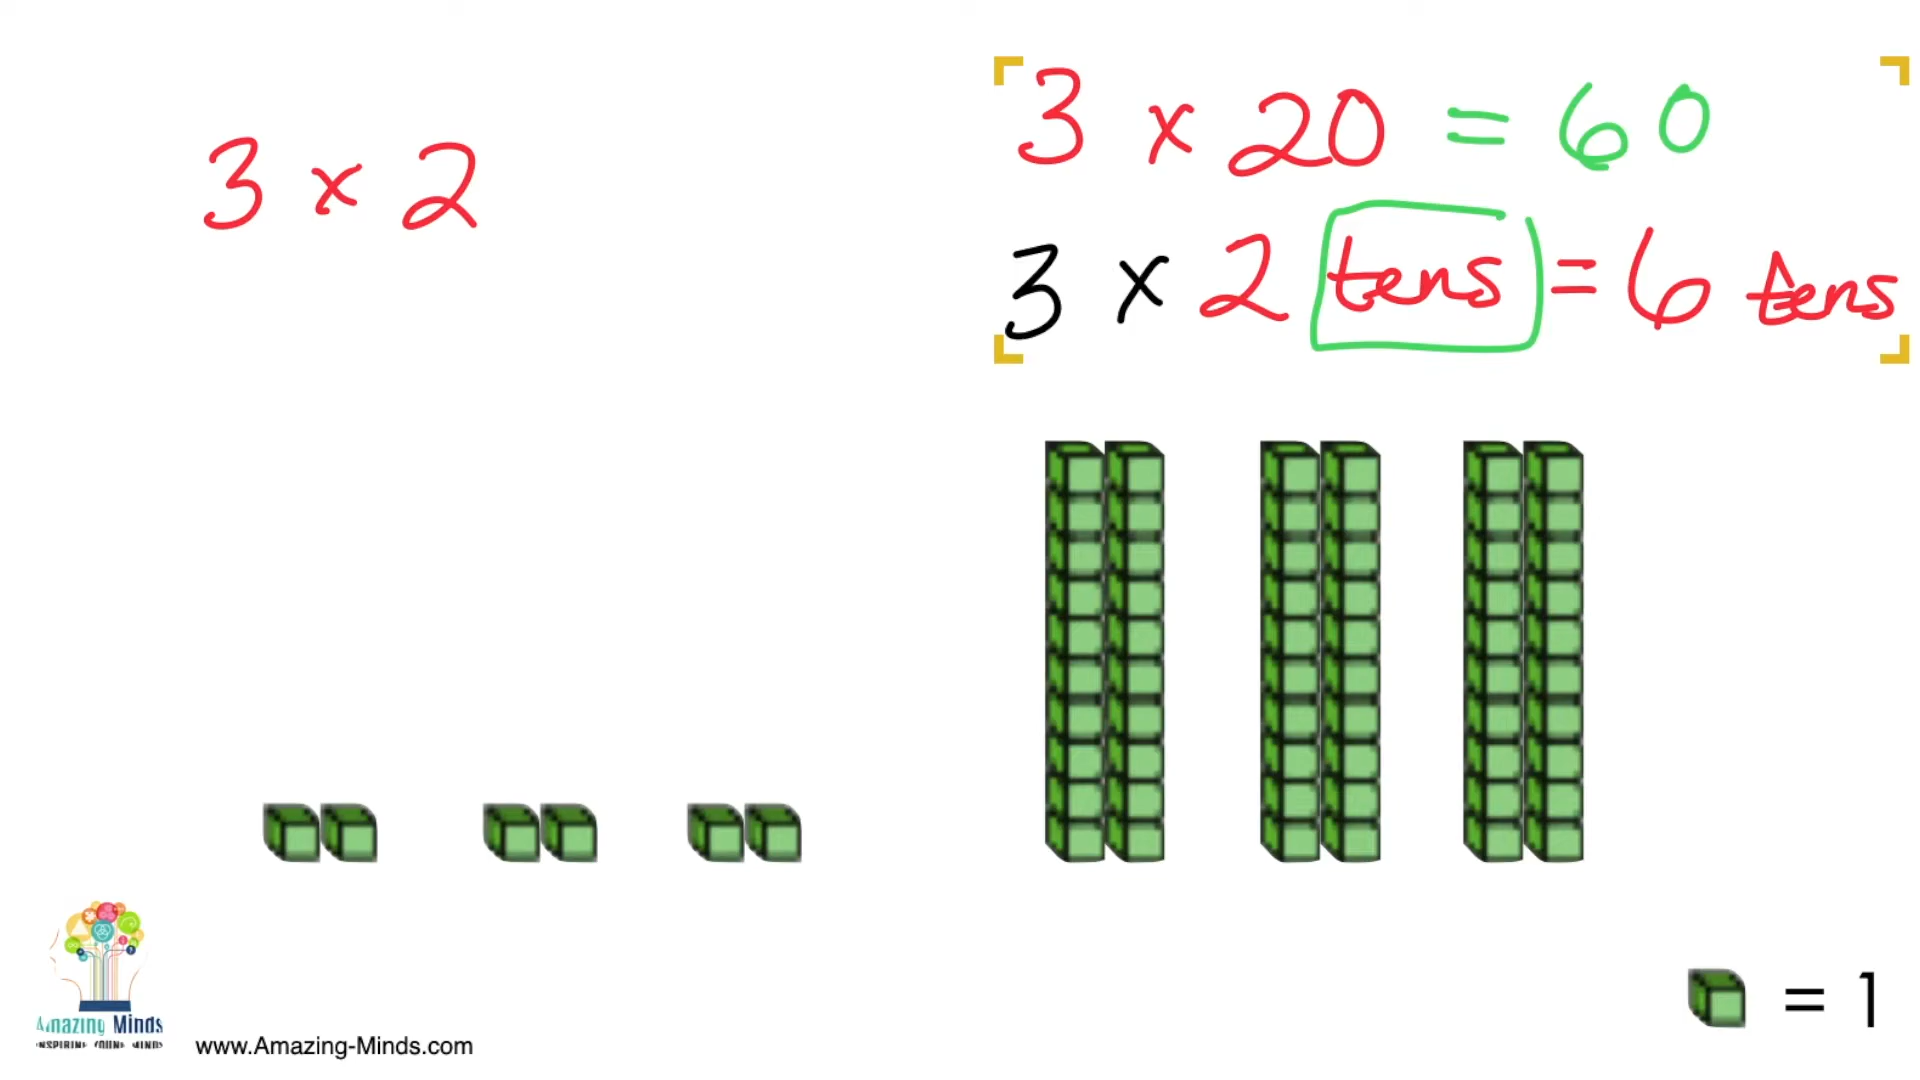 3 x 2
3 x 20 = 60
3 x 2 tens = 6 tens
= 1
Amazing Minds
www.Amazing-Minds.com